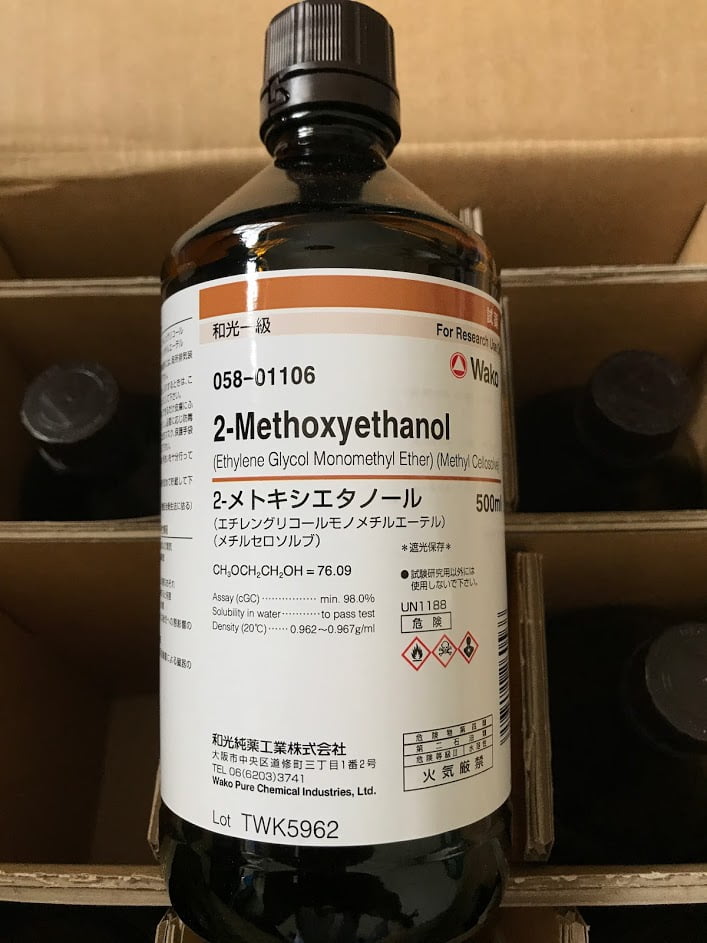 試薬
和光一級
For Research Use
Wako
058-01106
2-Methoxyethanol
(Ethylene Glycol Monomethyl Ether) (Methyl Cellosolve
2-メトキシエタノール
500ml
(エチレングリコールモノメチルエーテル)
(メチルセロソルブ)
*遮光保存*
CH₃OCH₂CH₂OH = 76.09
●試験研究用以外には
使用しないで下さい。
Assay (cGC) ················ min. 98.0%
Solubility in water··········to pass test
Density (20℃)······ 0.962～0.967g/ml
UN1188
危 険
和光純薬工業株式会社
大阪市中央区道修町三丁目1番2号
TEL 06(6203)3741
Wako Pure Chemical Industries, Ltd.
危険物第四類
第二石油類
危険等級III 水溶性
火気厳禁
Lot TWK5962